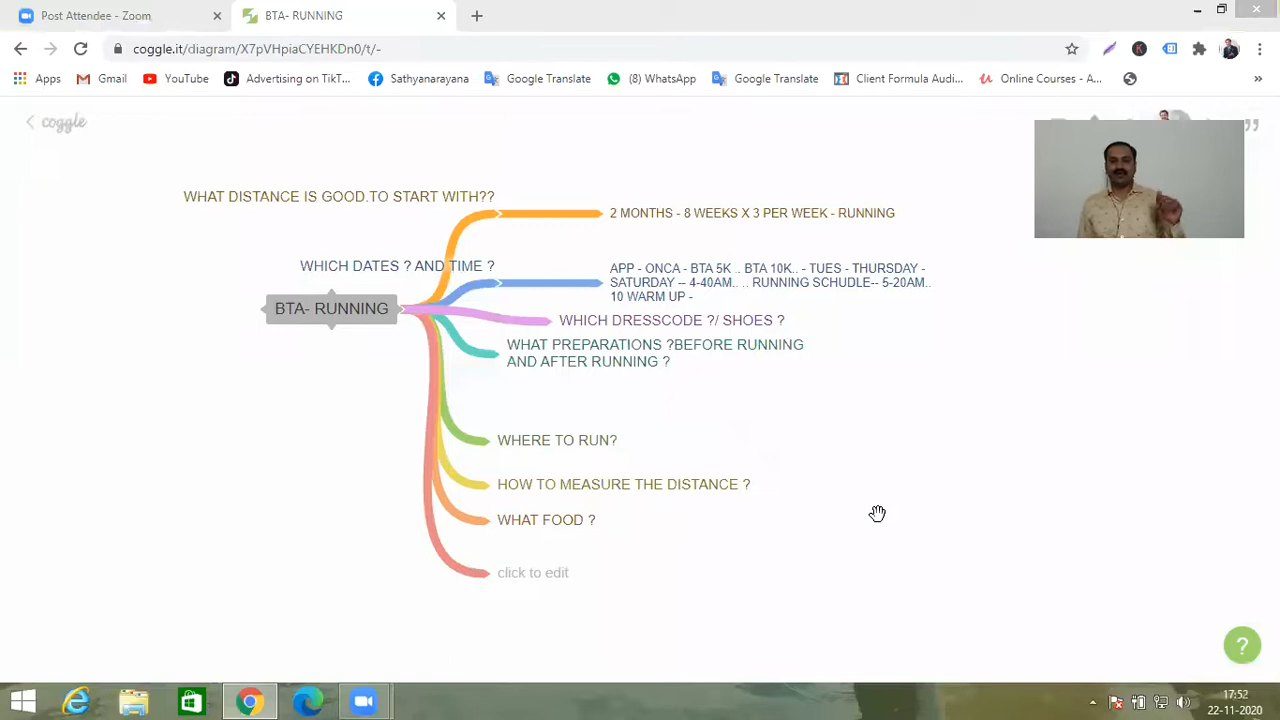 Post Attendee - Zoom
BTA- RUNNING
coggle.it/diagram/X7pVHpiaCYEHKDn0/t/-
Apps
Gmail
YouTube
Advertising on TikT...
Sathyanarayana
Google Translate
(8) WhatsApp
Google Translate
Client Formula Audi...
Online Courses - A...
coggle
WHAT DISTANCE IS GOOD.TO START WITH??
2 MONTHS - 8 WEEKS X 3 PER WEEK - RUNNING
WHICH DATES ? AND TIME ?
APP - ONCA - BTA 5K .. BTA 10K.. - TUES - THURSDAY -
SATURDAY -- 4-40AM.. .. RUNNING SCHUDLE-- 5-20AM..
10 WARM UP -
BTA- RUNNING
WHICH DRESSCODE ?/ SHOES ?
WHAT PREPARATIONS ?BEFORE RUNNING
AND AFTER RUNNING ?
WHERE TO RUN?
HOW TO MEASURE THE DISTANCE ?
WHAT FOOD ?
click to edit
?
17:52
22-11-2020